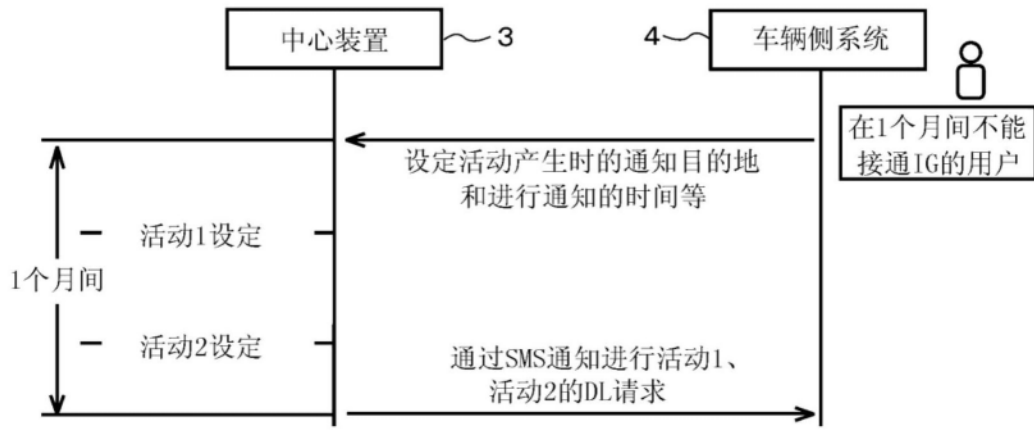 中心装置
3
4
车辆侧系统
在1个月间不能
接通IG的用户
设定活动产生时的通知目的地
和进行通知的时间等
活动1设定
1个月间
活动2设定
通过SMS通知进行活动1、
活动2的DL请求